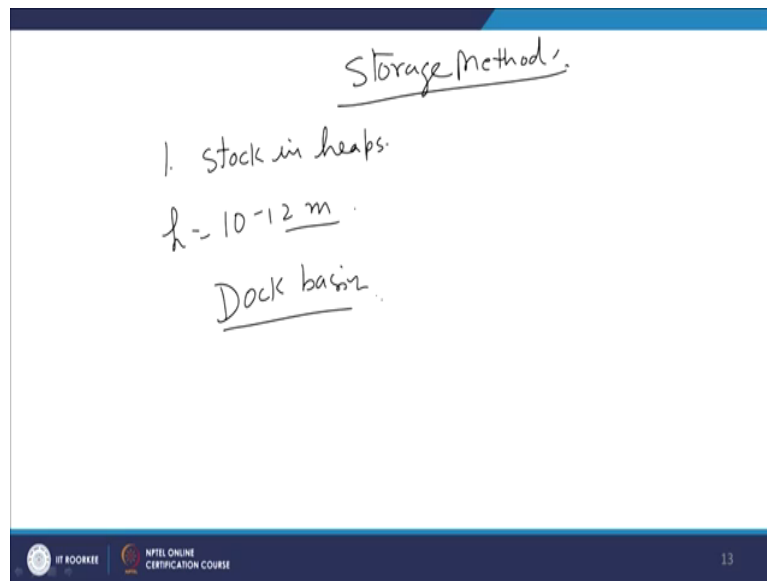 Storage Method.
1. Stock in heaps.
h = 10-12 m.
Dock basin.
IIT ROORKEE
NPTEL ONLINE
CERTIFICATION COURSE
13